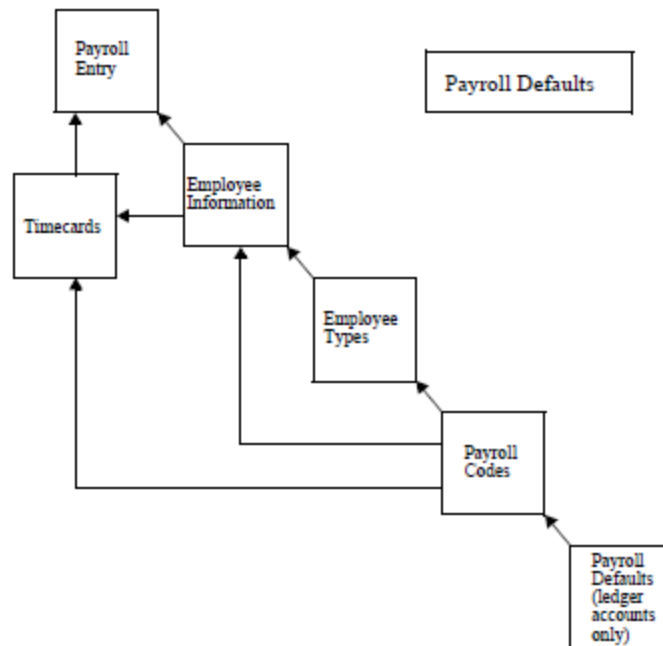 Payroll
Entry
Payroll Defaults
Employee
Information
Timecards
Employee
Types
Payroll
Codes
Payroll
Defaults
(ledger
accounts
only)